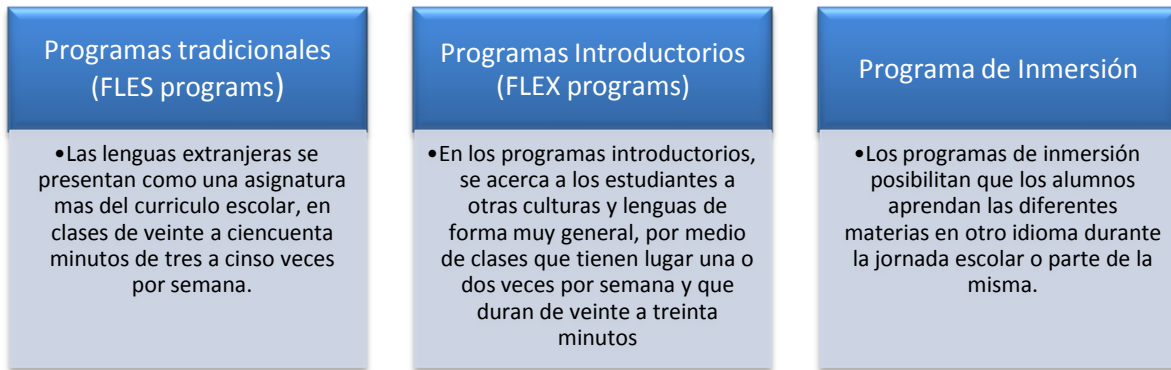 Programas tradicionales
(FLES programs)
•Las lenguas extranjeras se
presentan como una asignatura
mas del curriculo escolar, en
clases de veinte a ciencuenta
minutos de tres a cinso veces
por semana.
Programas Introductorios
(FLEX programs)
•En los programas introductorios,
se acerca a los estudiantes a
otras culturas y lenguas de
forma muy general, por medio
de clases que tienen lugar una o
dos veces por semana y que
duran de veinte a treinta
minutos
Programa de Inmersión
•Los programas de inmersión
posibilitan que los alumnos
aprendan las diferentes
materias en otro idioma durante
la jornada escolar o parte de la
misma.